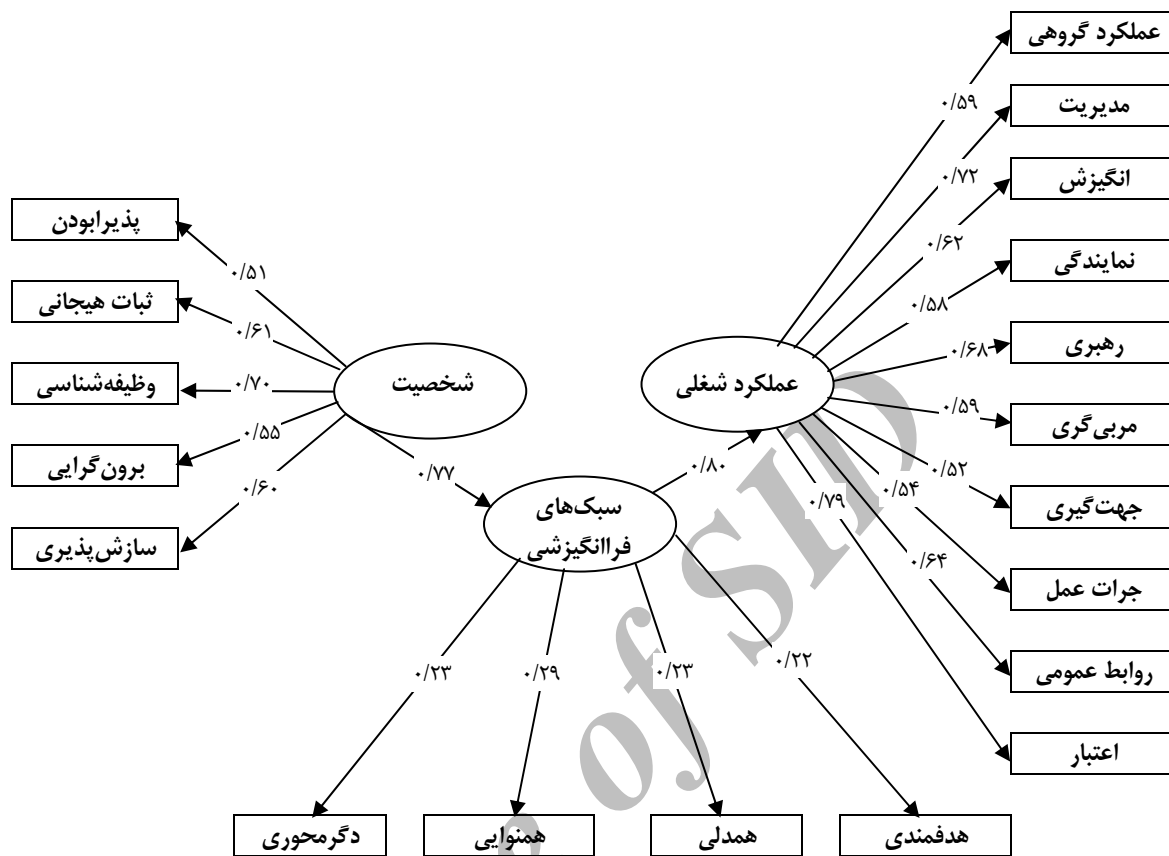 عملکرد گروهی
۰/۵۹
مدیریت
۰/۷۲
انگیزش
۰/۶۲
نمایندگی
۰/۵۸
رهبری
۰/۶۸
مربی‌گری
۰/۵۹
جهت‌گیری
۰/۵۲
جرات عمل
۰/۵۴
روابط عمومی
۰/۶۴
اعتبار
۰/۷۹
عملکرد شغلی
۰/۸۰
پذیرابودن
۰/۵۱
ثبات هیجانی
۰/۶۱
وظیفه‌شناسی
۰/۷۰
برون‌گرایی
۰/۵۵
سازش‌پذیری
۰/۶۰
شخصیت
۰/۷۷
سبک‌های
فراانگیزشی
۰/۲۲
۰/۲۳
۰/۲۹
۰/۲۳
هدفمندی
همدلی
همنوایی
دگرمحوری
of SID